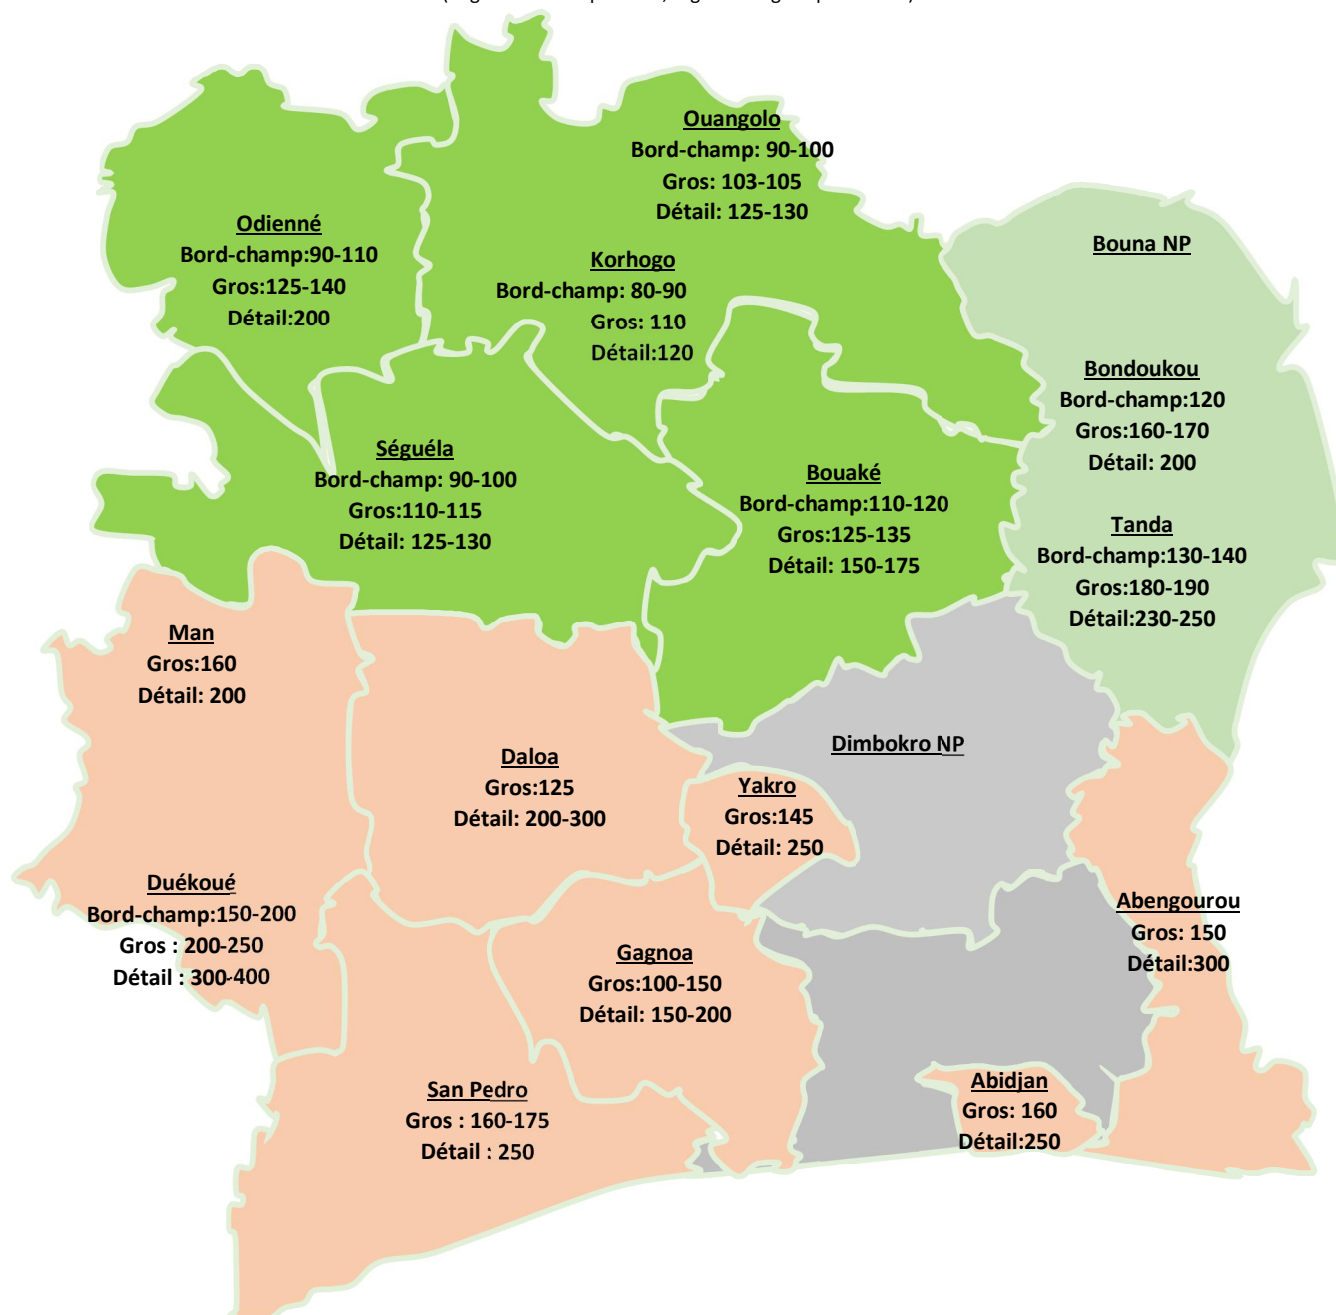 Ouangolo
Bord-champ: 90-100
Gros: 103-105
Détail: 125-130
Odienné
Bord-champ:90-110
Gros:125-140
Détail:200
Korhogo
Bord-champ: 80-90
Gros: 110
Détail:120
Bouna NP
Bondoukou
Bord-champ:120
Gros:160-170
Détail: 200
Séguéla
Bord-champ: 90-100
Gros:110-115
Détail: 125-130
Bouaké
Bord-champ:110-120
Gros:125-135
Détail: 150-175
Tanda
Bord-champ:130-140
Gros:180-190
Détail:230-250
Man
Gros:160
Détail: 200
Daloa
Gros:125
Détail: 200-300
Dimbokro NP
Yakro
Gros:145
Détail: 250
Duékoué
Bord-champ:150-200
Gros : 200-250
Détail : 300-400
Gagnoa
Gros:100-150
Détail: 150-200
Abengourou
Gros: 150
Détail:300
San Pedro
Gros : 160-175
Détail : 250
Abidjan
Gros: 160
Détail:250